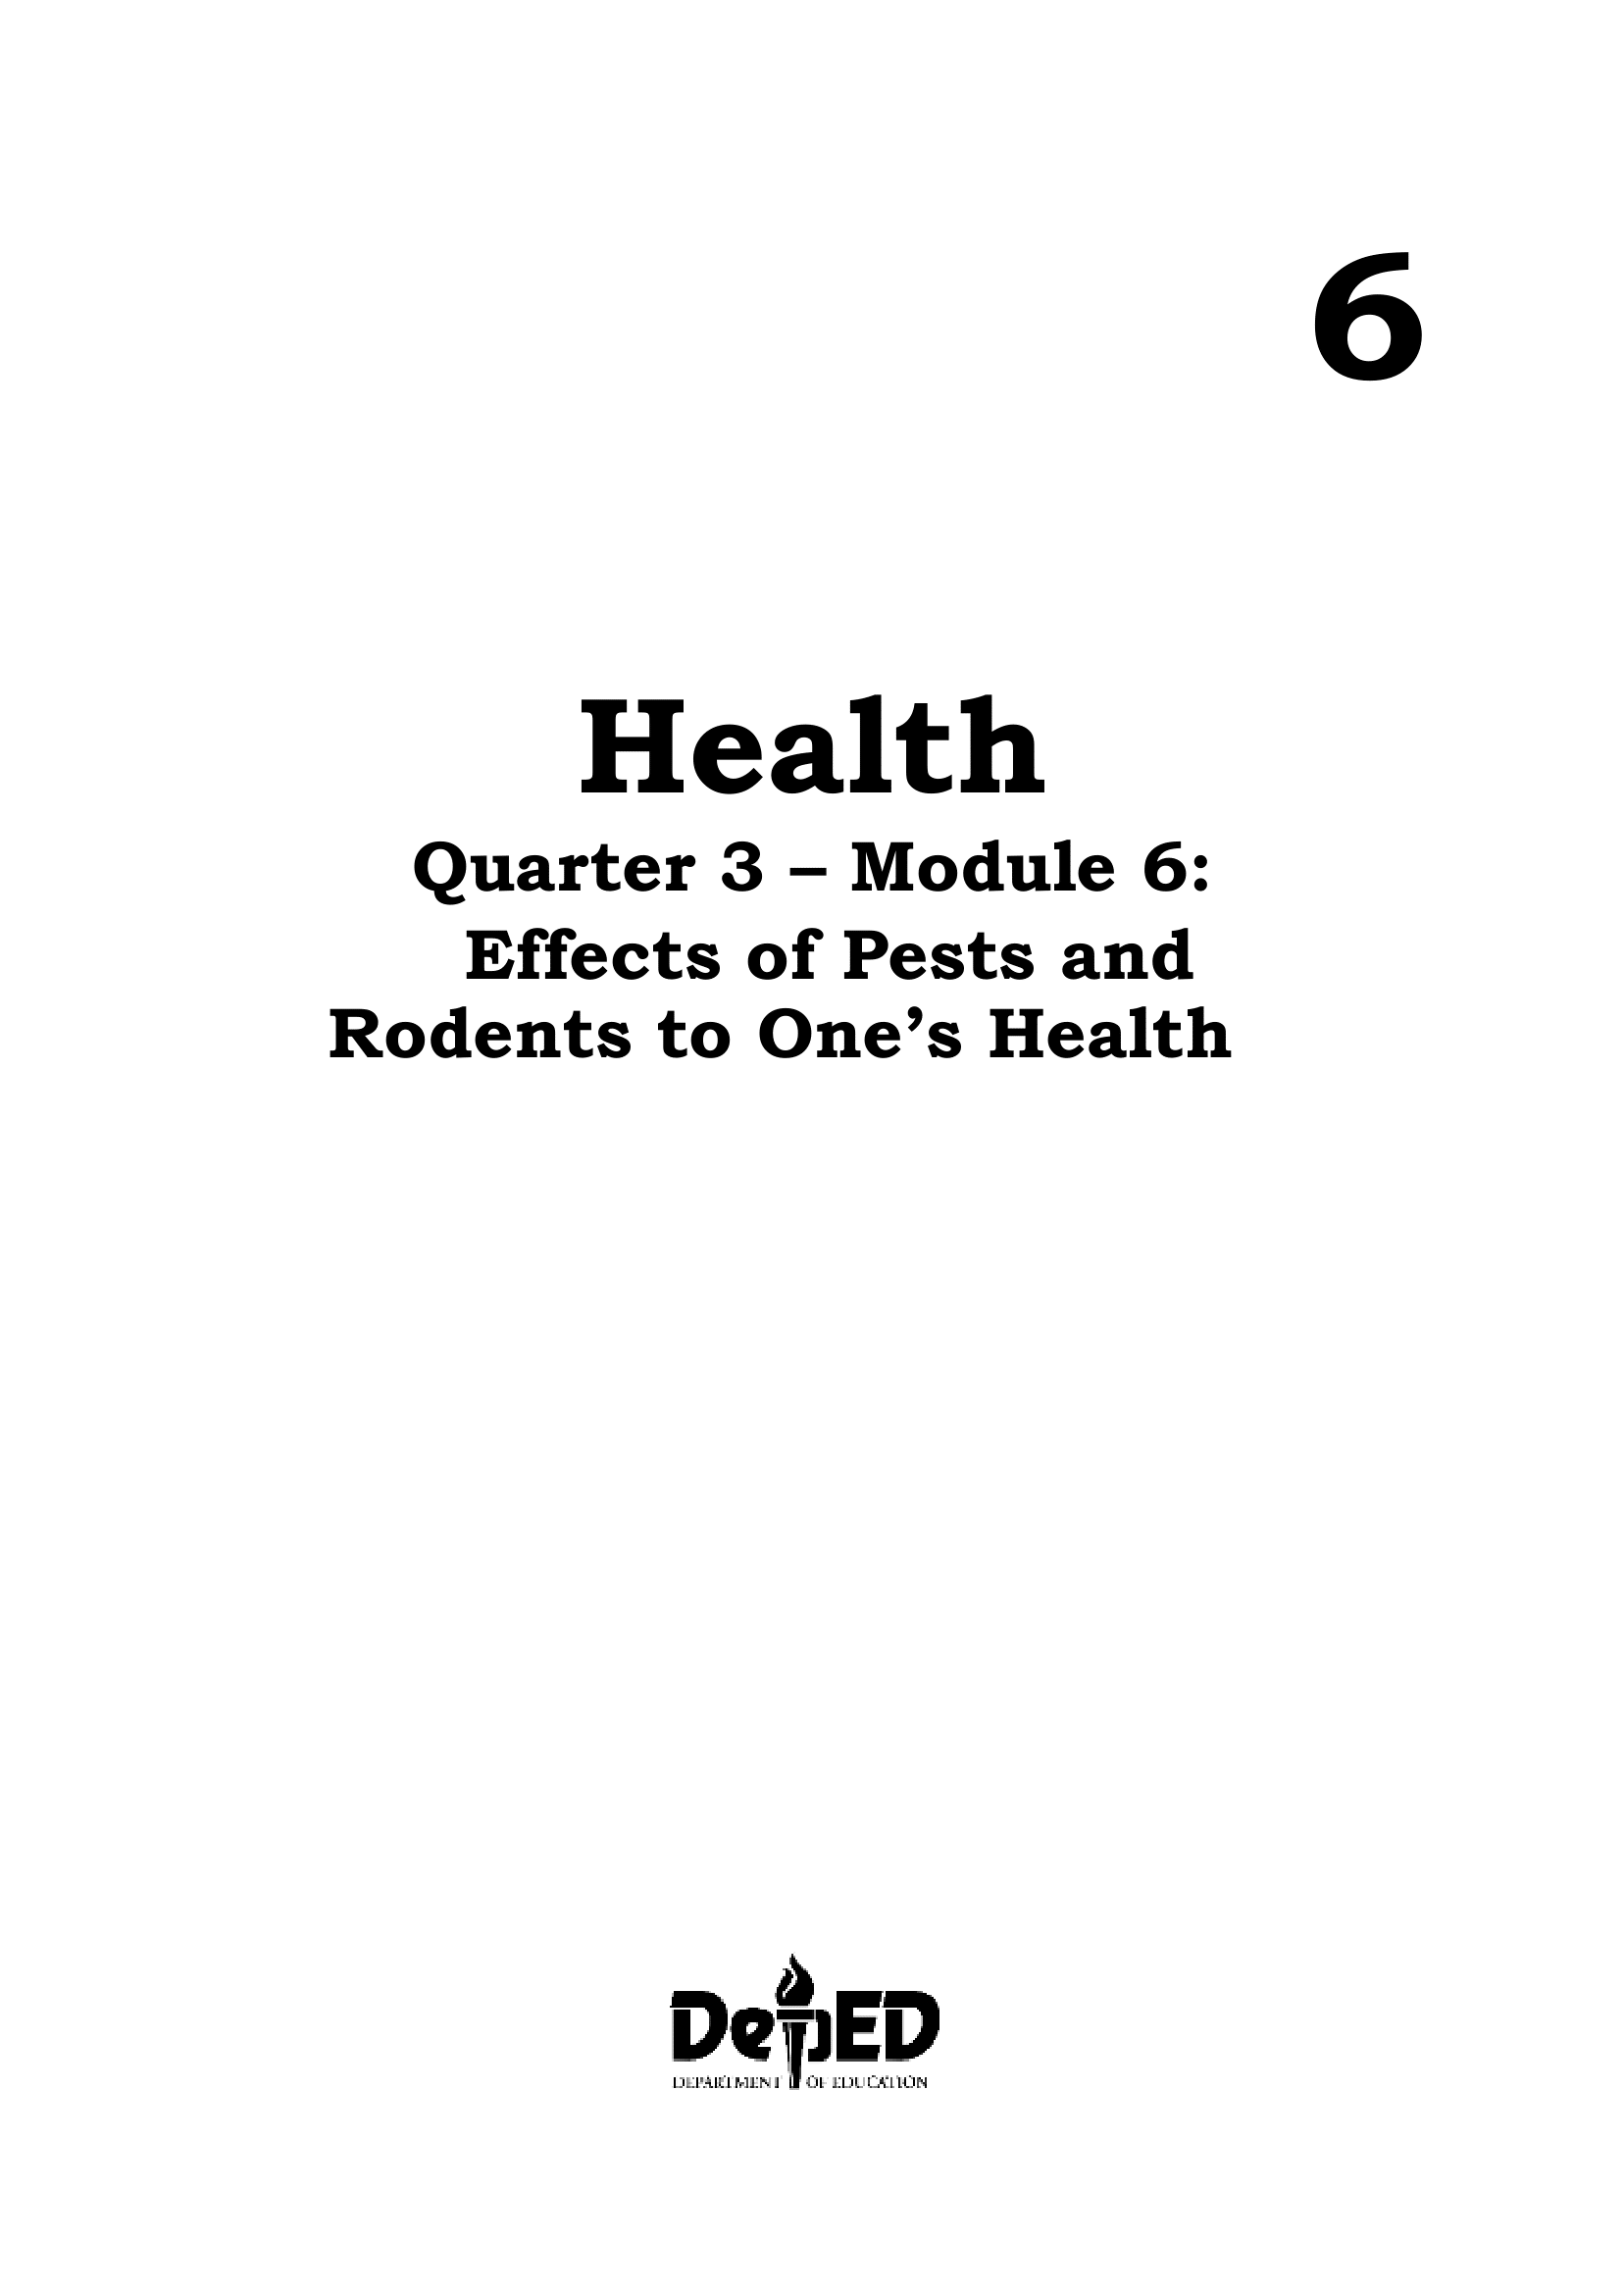 6
Health
Quarter 3 – Module 6:
Effects of Pests and
Rodents to One’s Health
DepED
DEPARTMENT OF EDUCATION